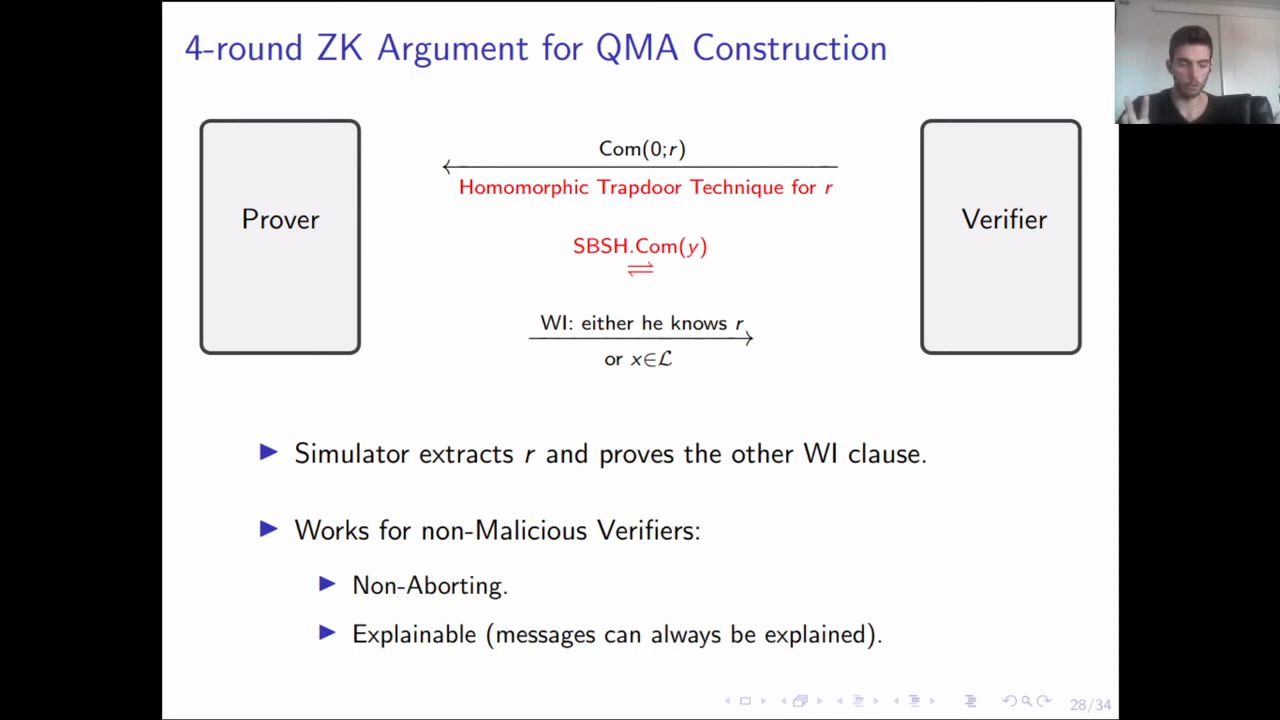 4-round ZK Argument for QMA Construction
Prover
Com(0;r)
Homomorphic Trapdoor Technique for r
SBSH.Com(y)
⇌
WI: either he knows r
or x∈ℒ
Verifier
Simulator extracts r and proves the other WI clause.
Works for non-Malicious Verifiers:
Non-Aborting.
Explainable (messages can always be explained).
28/34